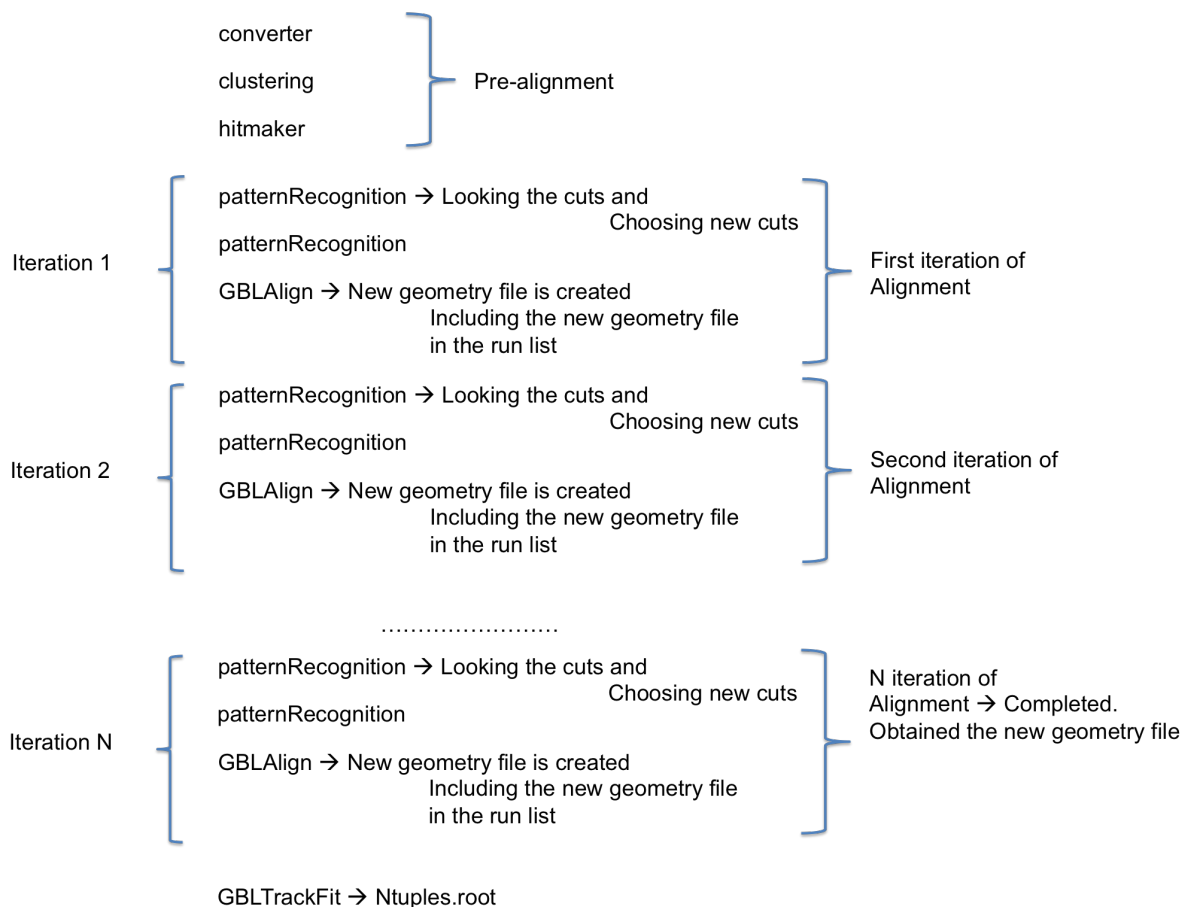 converter
clustering
Pre-alignment
hitmaker
patternRecognition → Looking the cuts and
Choosing new cuts
patternRecognition
Iteration 1
First iteration of
Alignment
GBLAlign → New geometry file is created
Including the new geometry file
in the run list
patternRecognition → Looking the cuts and
Choosing new cuts
patternRecognition
Iteration 2
Second iteration of
Alignment
GBLAlign → New geometry file is created
Including the new geometry file
in the run list
........................
patternRecognition → Looking the cuts and
Choosing new cuts
patternRecognition
Iteration N
N iteration of
Alignment → Completed.
Obtained the new geometry file
GBLAlign → New geometry file is created
Including the new geometry file
in the run list
GBLTrackFit → Ntuples.root